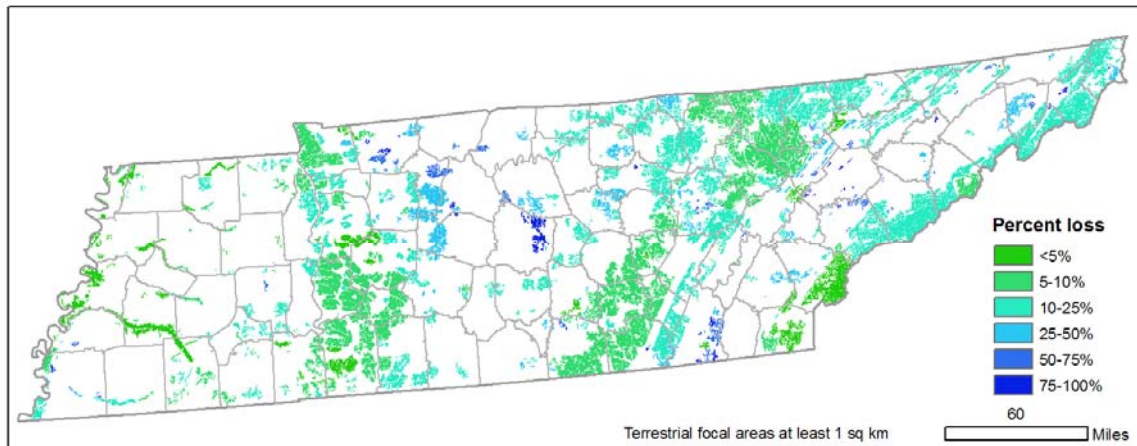 Percent loss
<5%
5-10%
10-25%
25-50%
50-75%
75-100%
60
Terrestrial focal areas at least 1 sq km
Miles